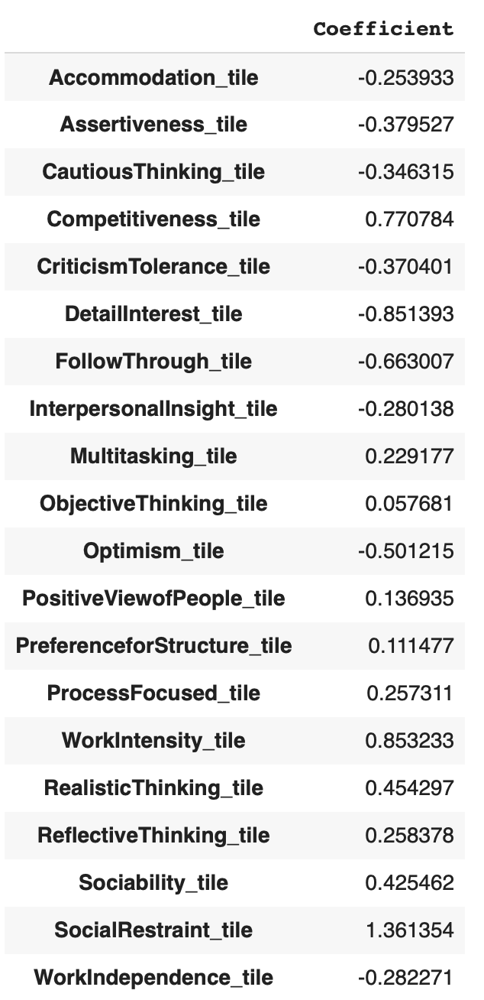 Coefficient
Accommodation_tile -0.253933
Assertiveness_tile -0.379527
CautiousThinking_tile -0.346315
Competitiveness_tile 0.770784
CriticismTolerance_tile -0.370401
DetailInterest_tile -0.851393
FollowThrough_tile -0.663007
InterpersonalInsight_tile -0.280138
Multitasking_tile 0.229177
ObjectiveThinking_tile 0.057681
Optimism_tile -0.501215
PositiveViewofPeople_tile 0.136935
PreferenceforStructure_tile 0.111477
ProcessFocused_tile 0.257311
WorkIntensity_tile 0.853233
RealisticThinking_tile 0.454297
ReflectiveThinking_tile 0.258378
Sociability_tile 0.425462
SocialRestraint_tile 1.361354
WorkIndependence_tile -0.282271